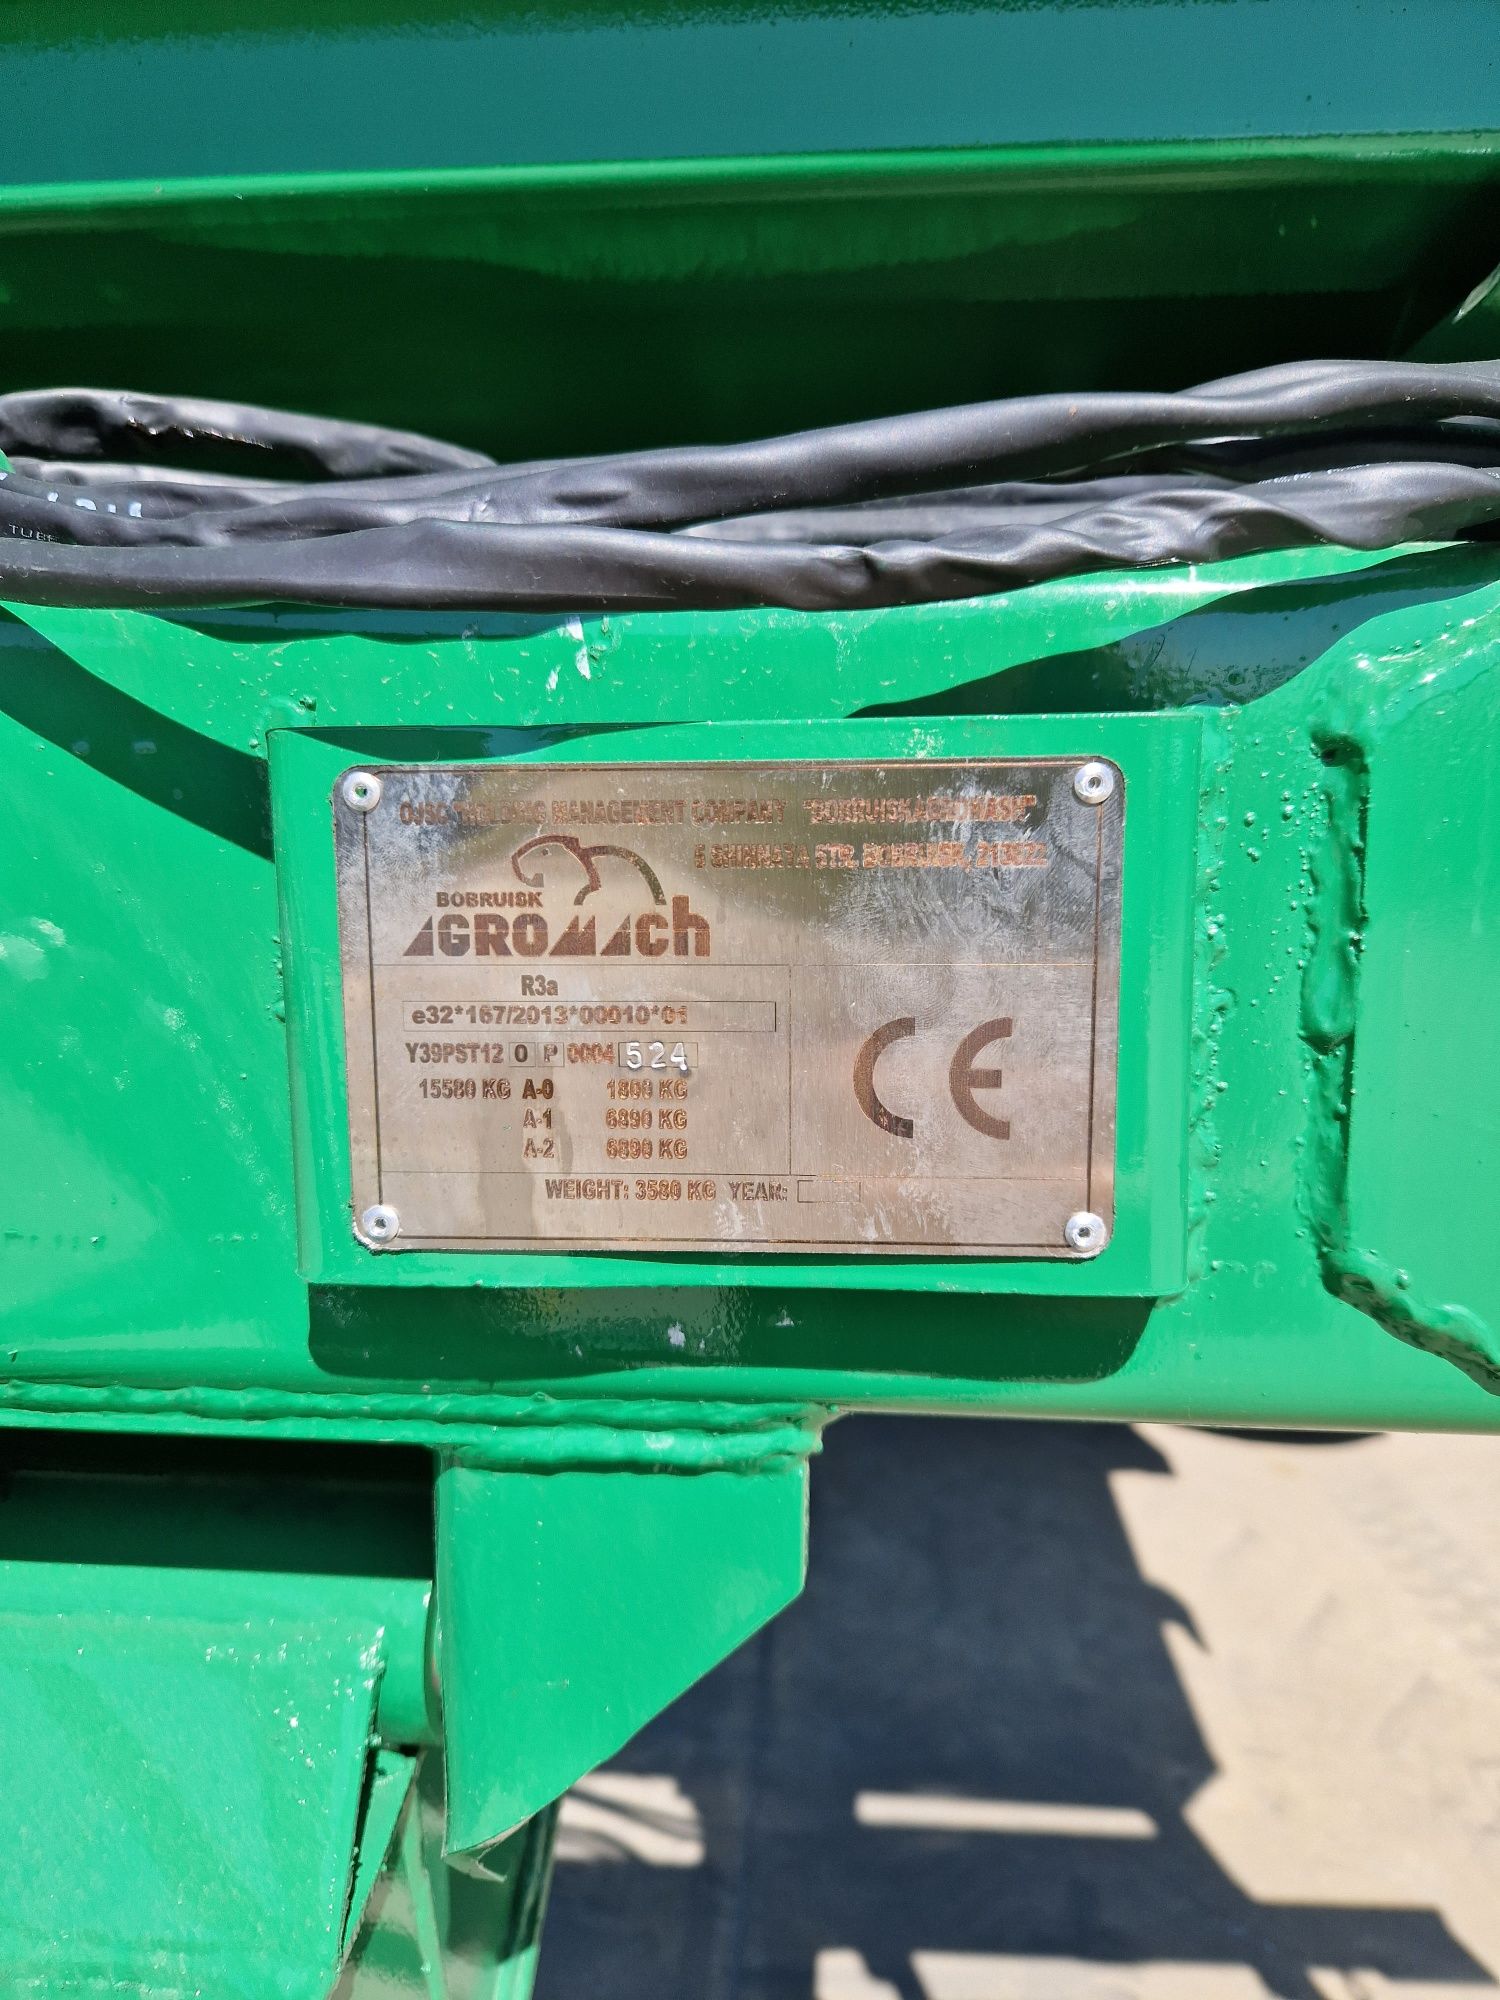 TUBE
OJSC "HOLDING MANAGEMENT COMPANY "BOBRUISKAGROMASH"
5 SHINNAYA STR. BOBRUISK, 213822
BOBRUISK
AGROMACH
R3a
e32*167/2013*00010*01
Y39PST12 0 P 0004 524
15580 KG A-0 1800 KG
A-1 6890 KG
A-2 6890 KG
CE
WEIGHT: 3580 KG YEAR: